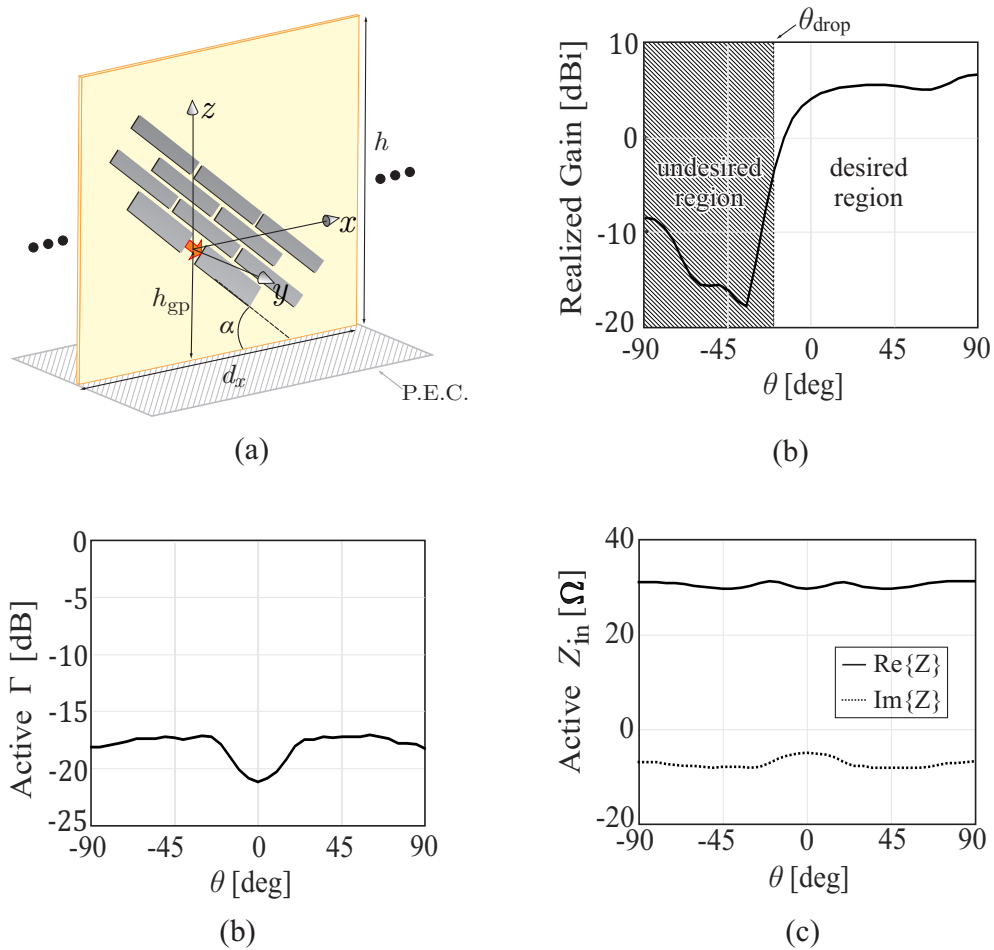 z
x
y
h
h_gp
α
d_x
P.E.C.
(a)
θ_drop
Realized Gain [dBi]
10
0
-10
-20
undesired
region
desired
region
-90
-45
0
45
90
θ [deg]
(b)
Active Γ [dB]
0
-5
-10
-15
-20
-25
-90
-45
0
45
90
θ [deg]
(b)
Active Z_in [Ω]
40
20
0
-20
Re{Z}
Im{Z}
-90
-45
0
45
90
θ [deg]
(c)